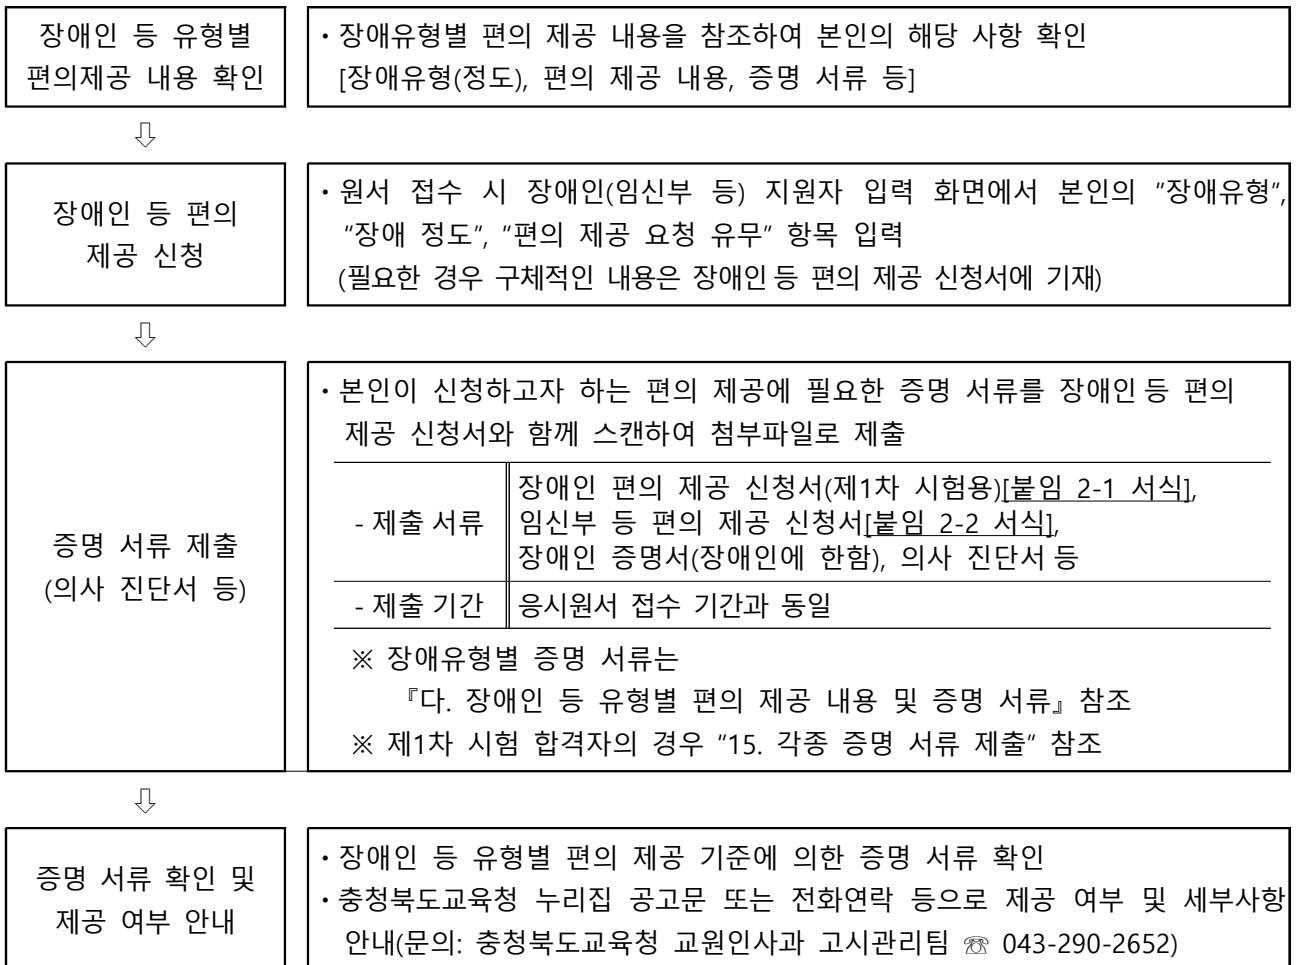 장애인 등 유형별
편의제공 내용 확인
・장애유형별 편의 제공 내용을 참조하여 본인의 해당 사항 확인
[장애유형(정도), 편의 제공 내용, 증명 서류 등]
⇩
장애인 등 편의
제공 신청
・원서 접수 시 장애인(임신부 등) 지원자 입력 화면에서 본인의 "장애유형",
"장애 정도", "편의 제공 요청 유무" 항목 입력
(필요한 경우 구체적인 내용은 장애인 등 편의 제공 신청서에 기재)
⇩
증명 서류 제출
(의사 진단서 등)
・본인이 신청하고자 하는 편의 제공에 필요한 증명 서류를 장애인 등 편의
제공 신청서와 함께 스캔하여 첨부파일로 제출
- 제출 서류
장애인 편의 제공 신청서(제1차 시험용)[붙임 2-1 서식],
임신부 등 편의 제공 신청서[붙임 2-2 서식],
장애인 증명서(장애인에 한함), 의사 진단서 등
- 제출 기간
응시원서 접수 기간과 동일
※ 장애유형별 증명 서류는
『다. 장애인 등 유형별 편의 제공 내용 및 증명 서류』 참조
※ 제1차 시험 합격자의 경우 "15. 각종 증명 서류 제출" 참조
⇩
증명 서류 확인 및
제공 여부 안내
・장애인 등 유형별 편의 제공 기준에 의한 증명 서류 확인
・충청북도교육청 누리집 공고문 또는 전화연락 등으로 제공 여부 및 세부사항
안내(문의: 충청북도교육청 교원인사과 고시관리팀 ☏ 043-290-2652)